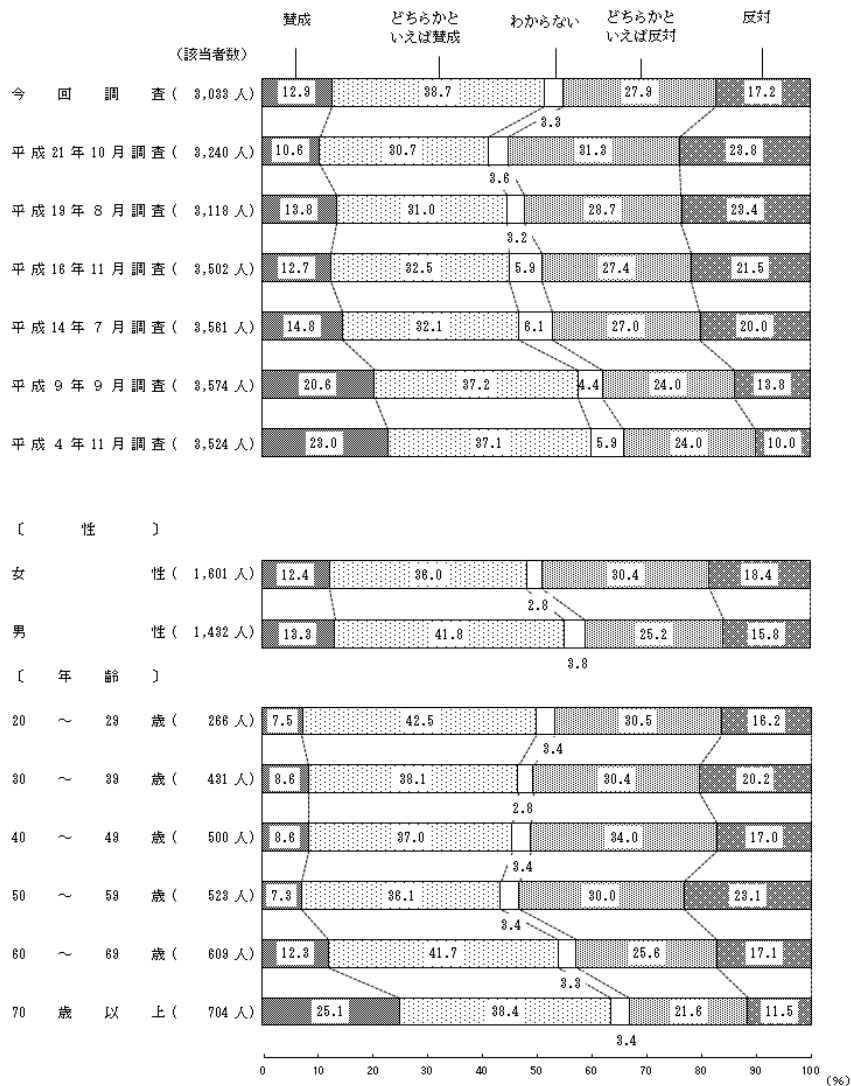 賛成
どちらかと
いえば賛成
わからない
どちらかと
いえば反対
反対
（該当者数）
今回調査( 3,033 人) 12.9 38.7 3.3 27.9 17.2
平成21年10月調査( 3,240 人) 10.6 30.7 3.6 31.3 23.8
平成19年8月調査( 3,118 人) 13.8 31.0 3.2 28.7 23.4
平成16年11月調査( 3,502 人) 12.7 32.5 5.9 27.4 21.5
平成14年7月調査( 3,561 人) 14.8 32.1 6.1 27.0 20.0
平成9年9月調査( 3,574 人) 20.6 37.2 4.4 24.0 13.8
平成4年11月調査( 3,524 人) 23.0 37.1 5.9 24.0 10.0
〔性〕
女性( 1,601 人) 12.4 36.0 2.8 30.4 18.4
男性( 1,432 人) 13.3 41.8 3.8 25.2 15.8
〔年齢〕
20～29歳( 266 人) 7.5 42.5 3.4 30.5 16.2
30～39歳( 431 人) 8.6 38.1 2.8 30.4 20.2
40～49歳( 500 人) 8.6 37.0 3.4 34.0 17.0
50～59歳( 523 人) 7.3 36.1 3.4 30.0 23.1
60～69歳( 609 人) 12.3 41.7 3.3 25.6 17.1
70歳以上( 704 人) 25.1 38.4 3.4 21.6 11.5
0 10 20 30 40 50 60 70 80 90 100
(%)